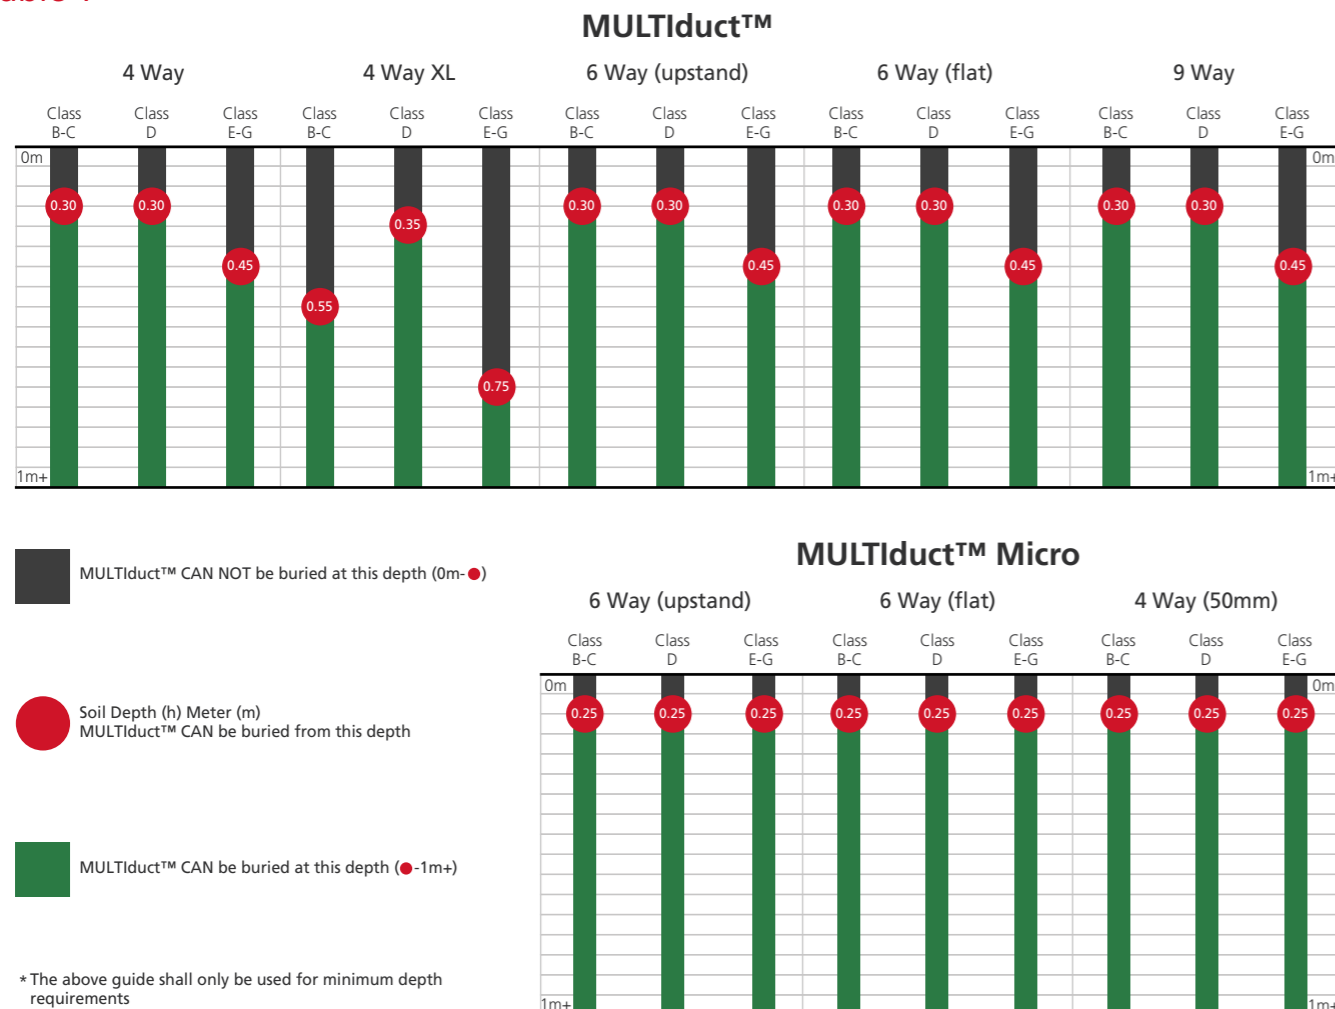 MULTIduct™
4 Way 4 Way XL 6 Way (upstand) 6 Way (flat) 9 Way
Class Class Class Class Class Class Class Class Class Class Class Class Class Class Class
B-C D E-G B-C D E-G B-C D E-G B-C D E-G B-C D E-G
0m 0m
0.30 0.30 0.30 0.30 0.30 0.30 0.30 0.30
0.35
0.45 0.45 0.45 0.45
0.55
0.75
1m+ 1m+
MULTIduct™ CAN NOT be buried at this depth (0m-●)
Soil Depth (h) Meter (m)
MULTIduct™ CAN be buried from this depth
MULTIduct™ CAN be buried at this depth (●-1m+)
* The above guide shall only be used for minimum depth
requirements
MULTIduct™ Micro
6 Way (upstand) 6 Way (flat) 4 Way (50mm)
Class Class Class Class Class Class Class Class Class
B-C D E-G B-C D E-G B-C D E-G
0m 0m
0.25 0.25 0.25 0.25 0.25 0.25 0.25 0.25 0.25
1m+ 1m+